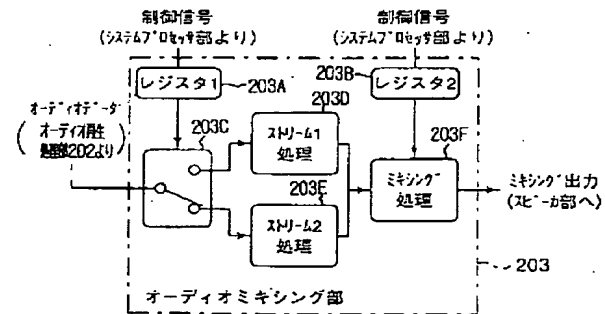 制御信号
(システムプロセッサ部より)
制御信号
(システムプロセッサ部より)
レジスタ1
203A
203B
レジスタ2
オーディオデータ
(オーディオ再生
処理部202より)
203C
203D
ストリーム1
処理
203E
ストリーム2
処理
203F
ミキシング
処理
ミキシング出力
(スピーカ部へ)
203
オーディオミキシング部